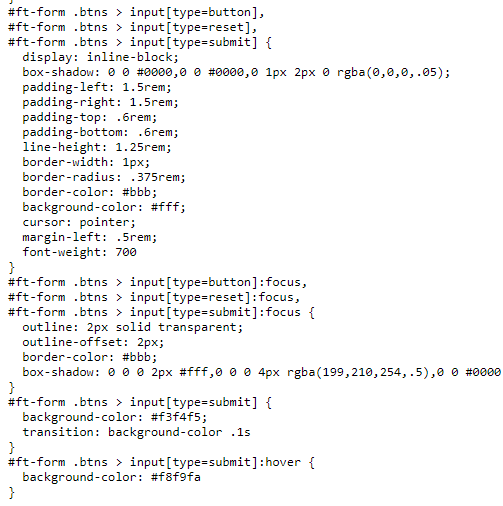 }
#ft-form .btns > input[type=button],
#ft-form .btns > input[type=reset],
#ft-form .btns > input[type=submit] {
  display: inline-block;
  box-shadow: 0 0 #0000,0 0 #0000,0 1px 2px 0 rgba(0,0,0,.05);
  padding-left: 1.5rem;
  padding-right: 1.5rem;
  padding-top: .6rem;
  padding-bottom: .6rem;
  line-height: 1.25rem;
  border-width: 1px;
  border-radius: .375rem;
  border-color: #bbb;
  background-color: #fff;
  cursor: pointer;
  margin-left: .5rem;
  font-weight: 700
}
#ft-form .btns > input[type=button]:focus,
#ft-form .btns > input[type=reset]:focus,
#ft-form .btns > input[type=submit]:focus {
  outline: 2px solid transparent;
  outline-offset: 2px;
  border-color: #bbb;
  box-shadow: 0 0 0 2px #fff,0 0 0 4px rgba(199,210,254,.5),0 0 #0000
}
#ft-form .btns > input[type=submit] {
  background-color: #f3f4f5;
  transition: background-color .1s
}
#ft-form .btns > input[type=submit]:hover {
  background-color: #f8f9fa
}